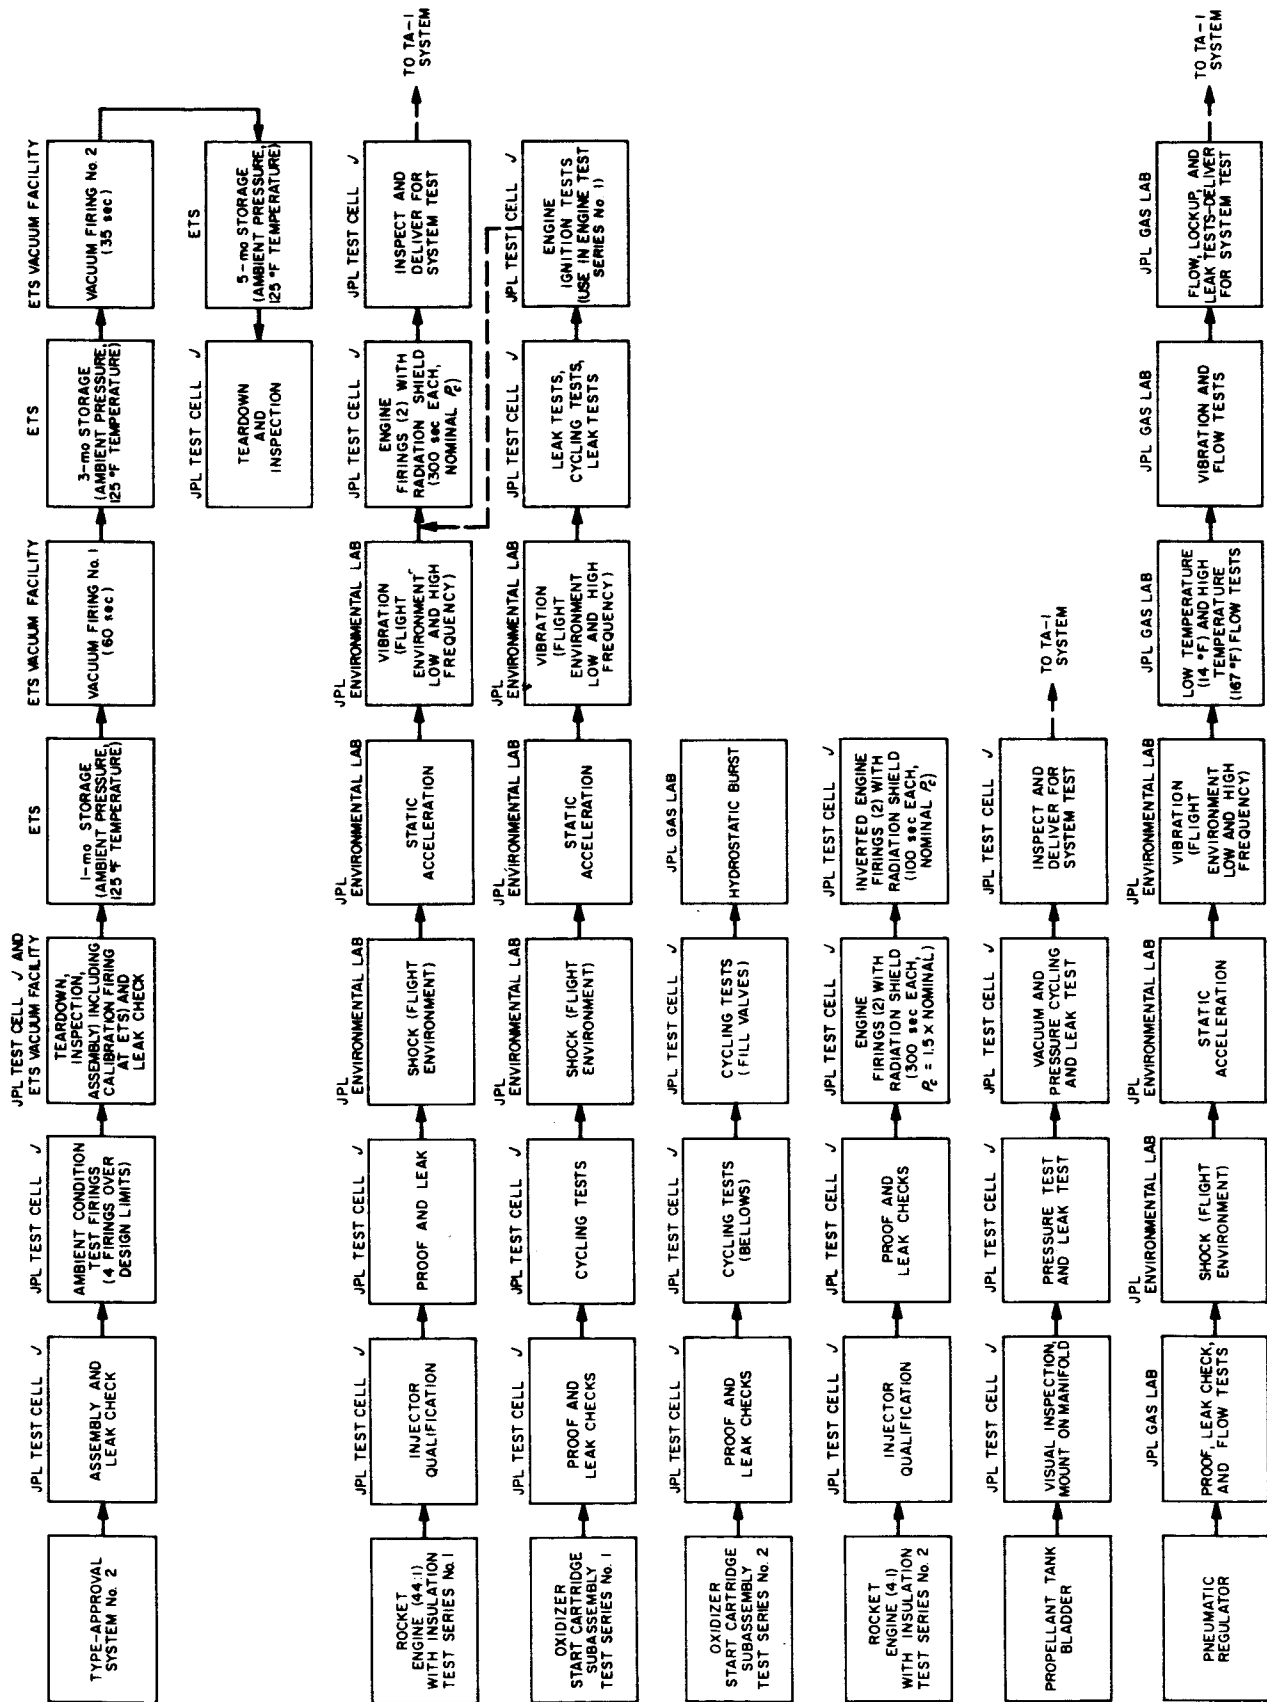 TYPE-APPROVAL
SYSTEM No. 2
JPL TEST CELL J
ASSEMBLY AND
LEAK CHECK
JPL TEST CELL J
AMBIENT CONDITION
TEST FIRINGS
(4 FIRINGS OVER
DESIGN LIMITS)
JPL TEST CELL J AND
ETS VACUUM FACILITY
TEARDOWN,
INSPECTION,
ASSEMBLY) INCLUDING
CALIBRATION FIRING
AT ETS) AND
LEAK CHECK
ETS
1-mo STORAGE
(AMBIENT PRESSURE,
125 °F TEMPERATURE)
ETS VACUUM FACILITY
VACUUM FIRING No. 1
(60 sec)
ETS
3-mo STORAGE
(AMBIENT PRESSURE,
125 °F TEMPERATURE)
ETS VACUUM FACILITY
VACUUM FIRING No. 2
(35 sec)
ETS
5-mo STORAGE
(AMBIENT PRESSURE,
125 °F TEMPERATURE)
JPL TEST CELL J
TEARDOWN
AND
INSPECTION
ROCKET
ENGINE (44:1)
WITH INSULATION
TEST SERIES No. 1
JPL TEST CELL J
INJECTOR
QUALIFICATION
JPL TEST CELL J
PROOF AND LEAK
JPL
ENVIRONMENTAL LAB
SHOCK (FLIGHT
ENVIRONMENT)
JPL
ENVIRONMENTAL LAB
STATIC
ACCELERATION
JPL
ENVIRONMENTAL LAB
VIBRATION
(FLIGHT
ENVIRONMENT
LOW AND HIGH
FREQUENCY)
JPL TEST CELL J
ENGINE
FIRINGS (2) WITH
RADIATION SHIELD
(300 sec EACH,
NOMINAL Pc)
JPL TEST CELL J
INSPECT AND
DELIVER FOR
SYSTEM TEST
TO TA-1
SYSTEM
OXIDIZER
START CARTRIDGE
SUBASSEMBLY
TEST SERIES No. 1
JPL TEST CELL J
PROOF AND
LEAK CHECKS
JPL TEST CELL J
CYCLING TESTS
JPL
ENVIRONMENTAL LAB
SHOCK (FLIGHT
ENVIRONMENT)
JPL
ENVIRONMENTAL LAB
STATIC
ACCELERATION
JPL
ENVIRONMENTAL LAB
VIBRATION
(FLIGHT
ENVIRONMENT
LOW AND HIGH
FREQUENCY)
JPL TEST CELL J
LEAK TESTS,
CYCLING TESTS,
LEAK TESTS
JPL TEST CELL J
ENGINE
IGNITION TESTS
(USE IN ENGINE TEST
SERIES No. 1)
OXIDIZER
START CARTRIDGE
SUBASSEMBLY
TEST SERIES No. 2
JPL TEST CELL J
PROOF AND
LEAK CHECKS
JPL TEST CELL J
CYCLING TESTS
(BELLOWS)
JPL TEST CELL J
CYCLING TESTS
(FILL VALVES)
JPL GAS LAB
HYDROSTATIC BURST
ROCKET
ENGINE (4:1)
WITH INSULATION
TEST SERIES No. 2
JPL TEST CELL J
INJECTOR
QUALIFICATION
JPL TEST CELL J
PROOF AND
LEAK CHECKS
JPL TEST CELL J
ENGINE
FIRINGS (2) WITH
RADIATION SHIELD
(300 sec EACH,
Pc = 1.5 x NOMINAL)
JPL TEST CELL J
INVERTED ENGINE
FIRINGS (2) WITH
RADIATION SHIELD
(100 sec EACH,
NOMINAL Pc)
PROPELLANT TANK
BLADDER
JPL TEST CELL J
VISUAL INSPECTION,
MOUNT ON MANIFOLD
JPL TEST CELL J
PRESSURE TEST
AND LEAK TEST
JPL TEST CELL J
VACUUM AND
PRESSURE CYCLING
AND LEAK TEST
JPL TEST CELL J
INSPECT AND
DELIVER FOR
SYSTEM TEST
TO TA-1
SYSTEM
PNEUMATIC
REGULATOR
JPL GAS LAB
PROOF, LEAK CHECK,
AND FLOW TESTS
JPL
ENVIRONMENTAL LAB
SHOCK (FLIGHT
ENVIRONMENT)
JPL
ENVIRONMENTAL LAB
STATIC
ACCELERATION
JPL
ENVIRONMENTAL LAB
VIBRATION
(FLIGHT
ENVIRONMENT
LOW AND HIGH
FREQUENCY)
JPL GAS LAB
LOW TEMPERATURE
(14 °F) AND HIGH
TEMPERATURE
(167 °F) FLOW TESTS
JPL GAS LAB
VIBRATION AND
FLOW TESTS
JPL GAS LAB
FLOW, LOCKUP, AND
LEAK TESTS-DELIVER
FOR SYSTEM TEST
TO TA-1
SYSTEM